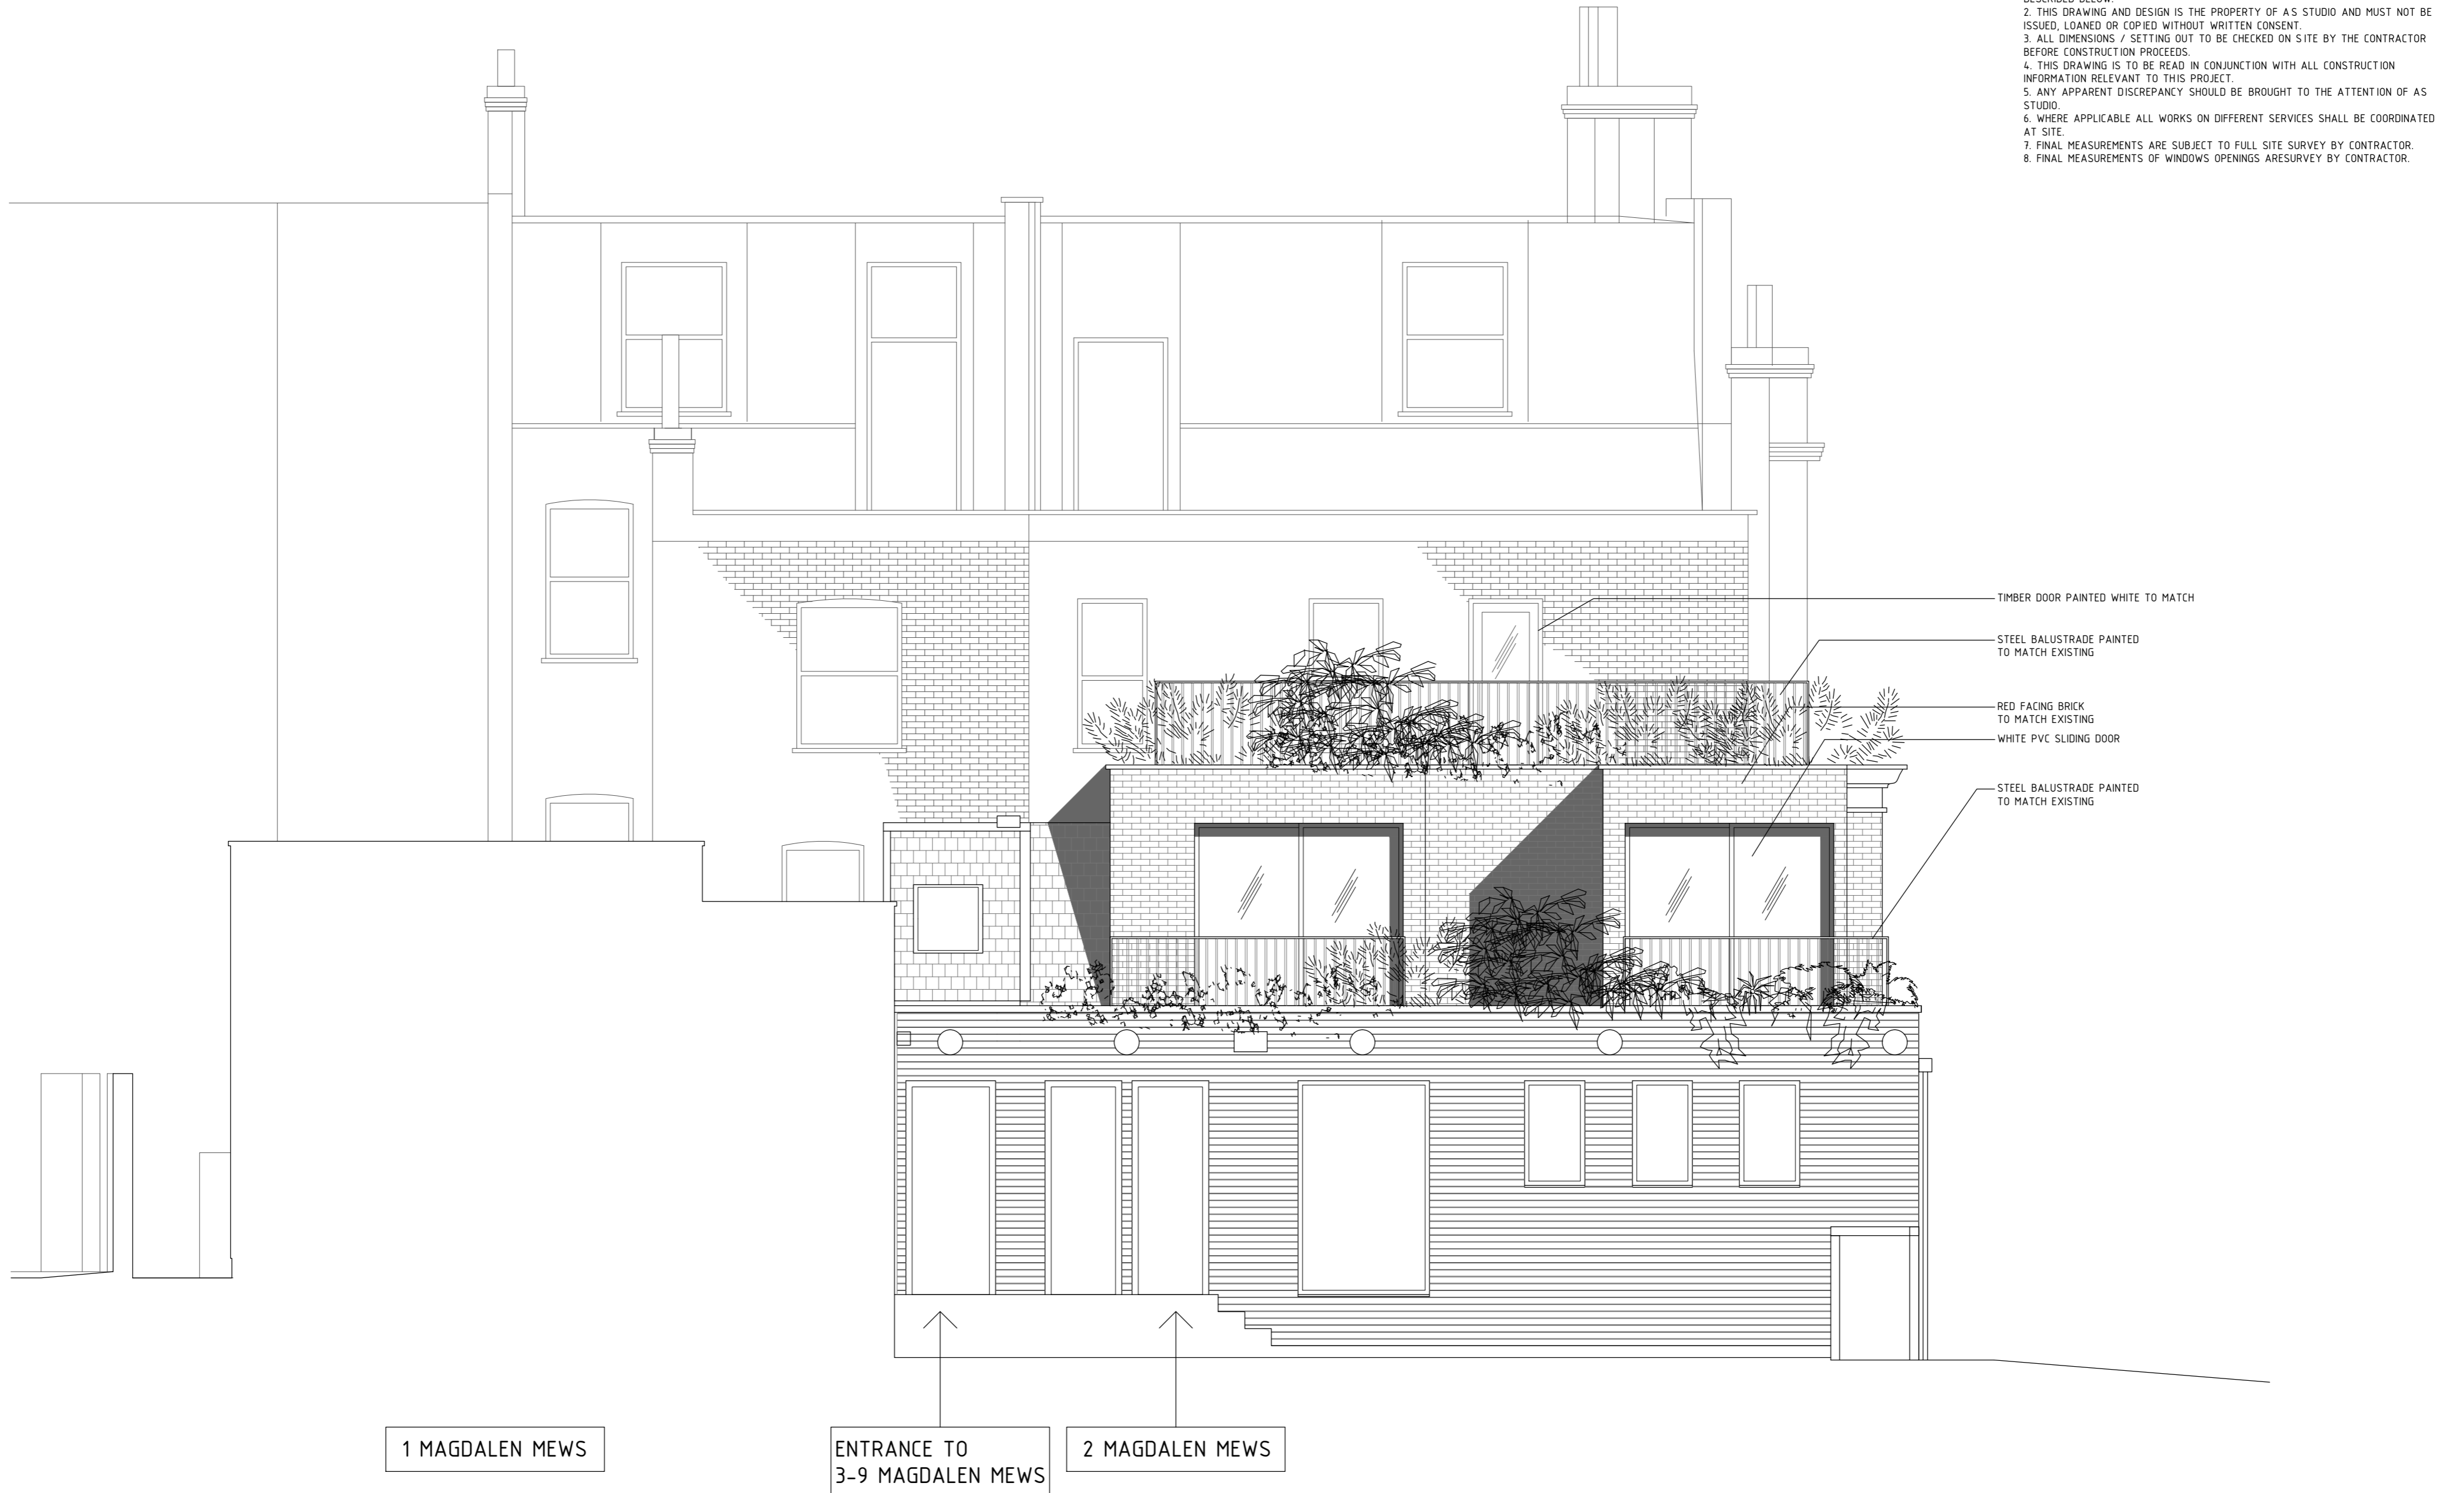 DESCRIBED BELOW.
2. THIS DRAWING AND DESIGN IS THE PROPERTY OF AS STUDIO AND MUST NOT BE
ISSUED, LOANED OR COPIED WITHOUT WRITTEN CONSENT.
3. ALL DIMENSIONS / SETTING OUT TO BE CHECKED ON SITE BY THE CONTRACTOR
BEFORE CONSTRUCTION PROCEEDS.
4. THIS DRAWING IS TO BE READ IN CONJUNCTION WITH ALL CONSTRUCTION
INFORMATION RELEVANT TO THIS PROJECT.
5. ANY APPARENT DISCREPANCY SHOULD BE BROUGHT TO THE ATTENTION OF AS
STUDIO.
6. WHERE APPLICABLE ALL WORKS ON DIFFERENT SERVICES SHALL BE COORDINATED
AT SITE.
7. FINAL MEASUREMENTS ARE SUBJECT TO FULL SITE SURVEY BY CONTRACTOR.
8. FINAL MEASUREMENTS OF WINDOWS OPENINGS ARESURVEY BY CONTRACTOR.
TIMBER DOOR PAINTED WHITE TO MATCH
STEEL BALUSTRADE PAINTED
TO MATCH EXISTING
RED FACING BRICK
TO MATCH EXISTING
WHITE PVC SLIDING DOOR
STEEL BALUSTRADE PAINTED
TO MATCH EXISTING
1 MAGDALEN MEWS
ENTRANCE TO
3-9 MAGDALEN MEWS
2 MAGDALEN MEWS